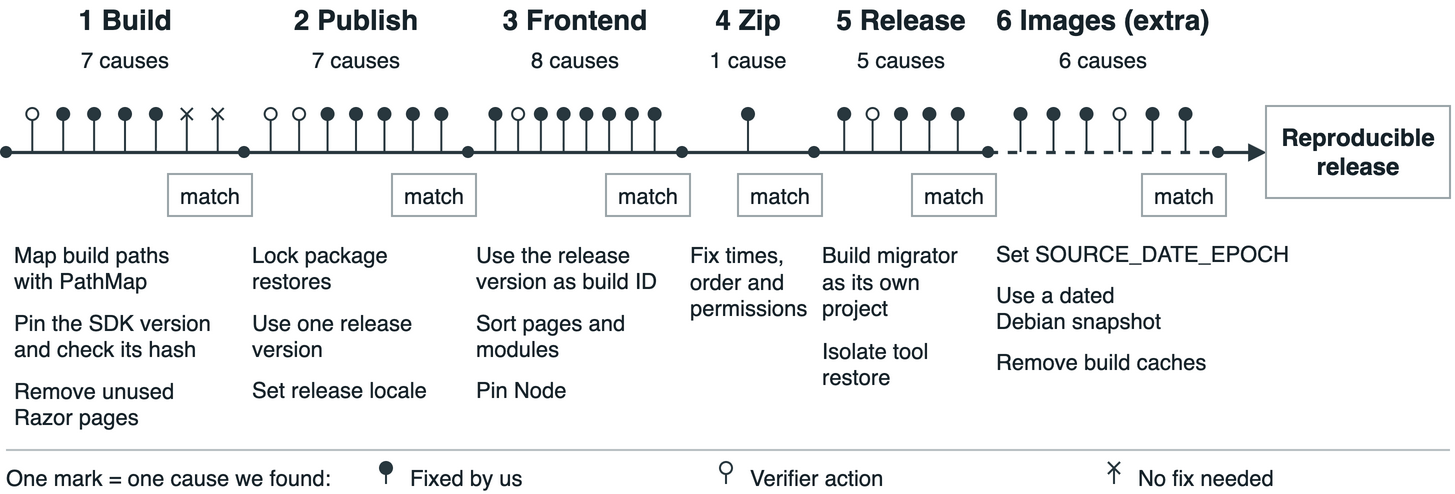 1 Build
7 causes
2 Publish
7 causes
3 Frontend
8 causes
4 Zip
1 cause
5 Release
5 causes
6 Images (extra)
6 causes
Reproducible
release
match
match
match
match
match
match
Map build paths
with PathMap
Pin the SDK version
and check its hash
Remove unused
Razor pages
Lock package
restores
Use one release
version
Set release locale
Use the release
version as build ID
Sort pages and
modules
Pin Node
Fix times,
order and
permissions
Build migrator
as its own
project
Isolate tool
restore
Set SOURCE_DATE_EPOCH
Use a dated
Debian snapshot
Remove build caches
One mark = one cause we found:
Fixed by us
Verifier action
No fix needed